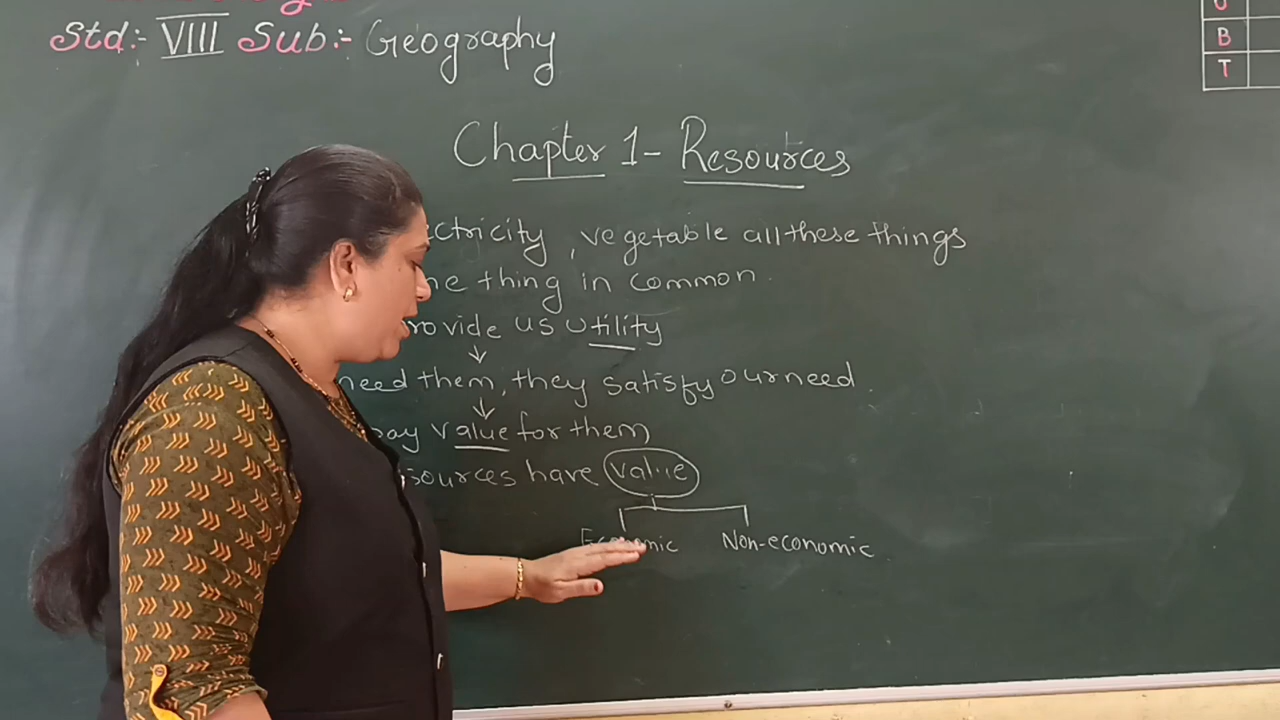 Std:- VIII Sub:- Geography
B
T
Chapter 1- Resources
ctricity, vegetable all these things
thing in common.
rovide us utility
need them, they satisfy our need.
pay value for them
sources have value
Economic Non-economic